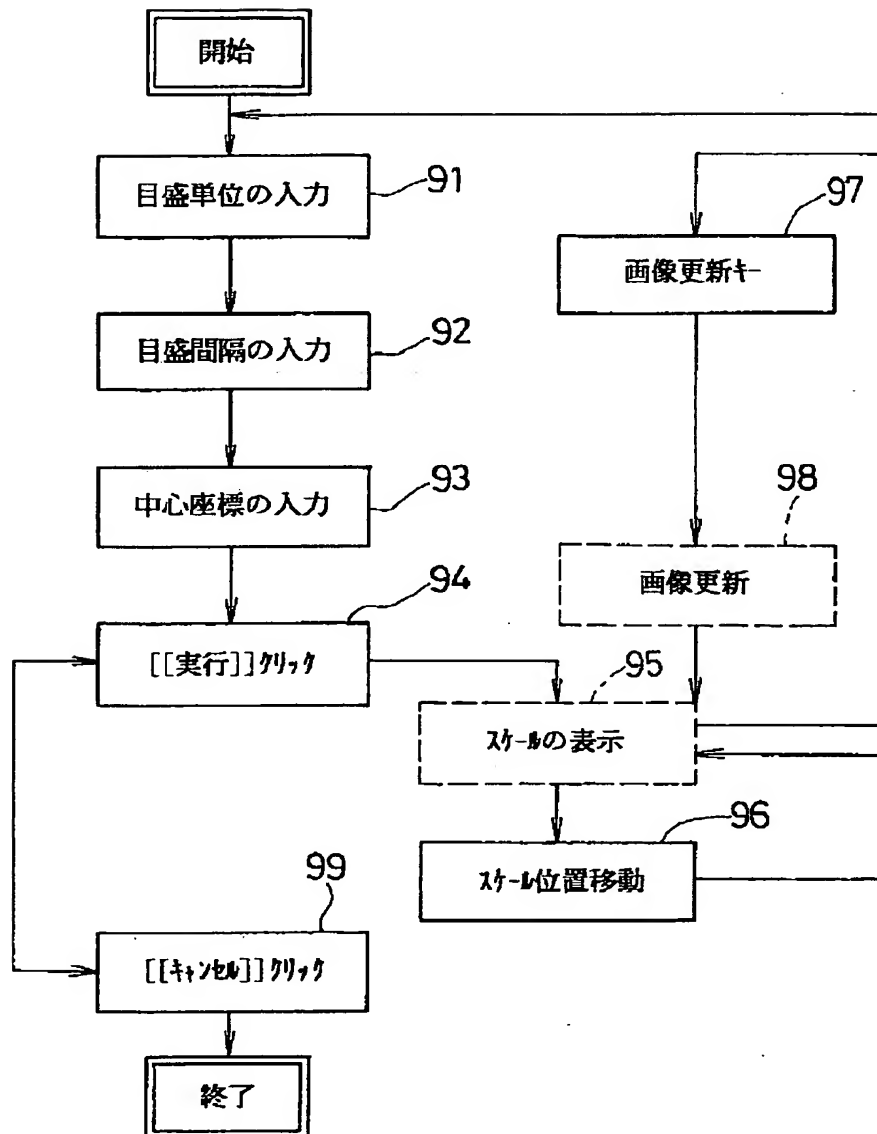 開始
目盛単位の入力
91
目盛間隔の入力
92
中心座標の入力
93
[[実行]]クリック
94
[[キャンセル]]クリック
99
終了
画像更新キー
97
画像更新
98
スケールの表示
95
スケール位置移動
96